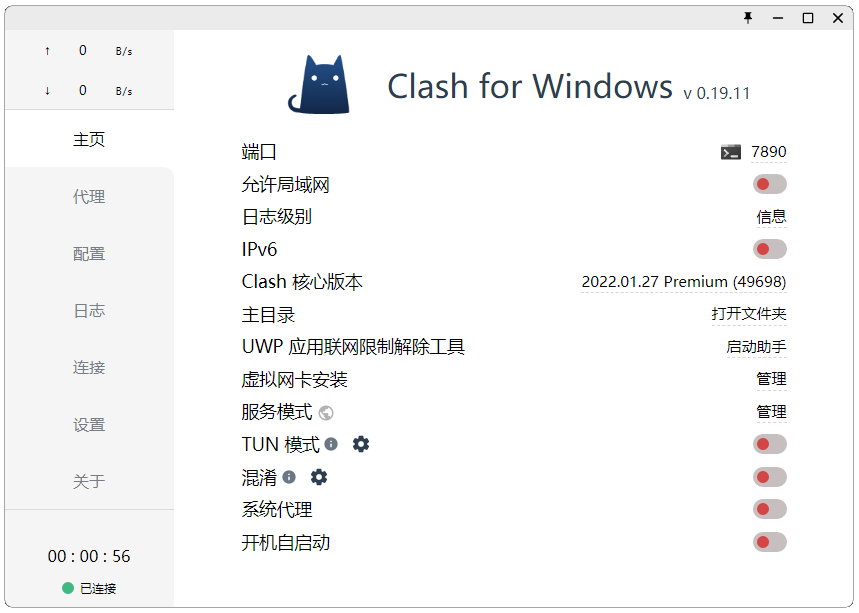 ↑ 0 B/s
↓ 0 B/s
主页
代理
配置
日志
连接
设置
关于
00 : 00 : 56
已连接
Clash for Windows v 0.19.11
端口 7890
允许局域网
日志级别 信息
IPv6
Clash 核心版本 2022.01.27 Premium (49698)
主目录 打开文件夹
UWP 应用联网限制解除工具 启动助手
虚拟网卡安装 管理
服务模式 管理
TUN 模式
混淆
系统代理
开机自启动